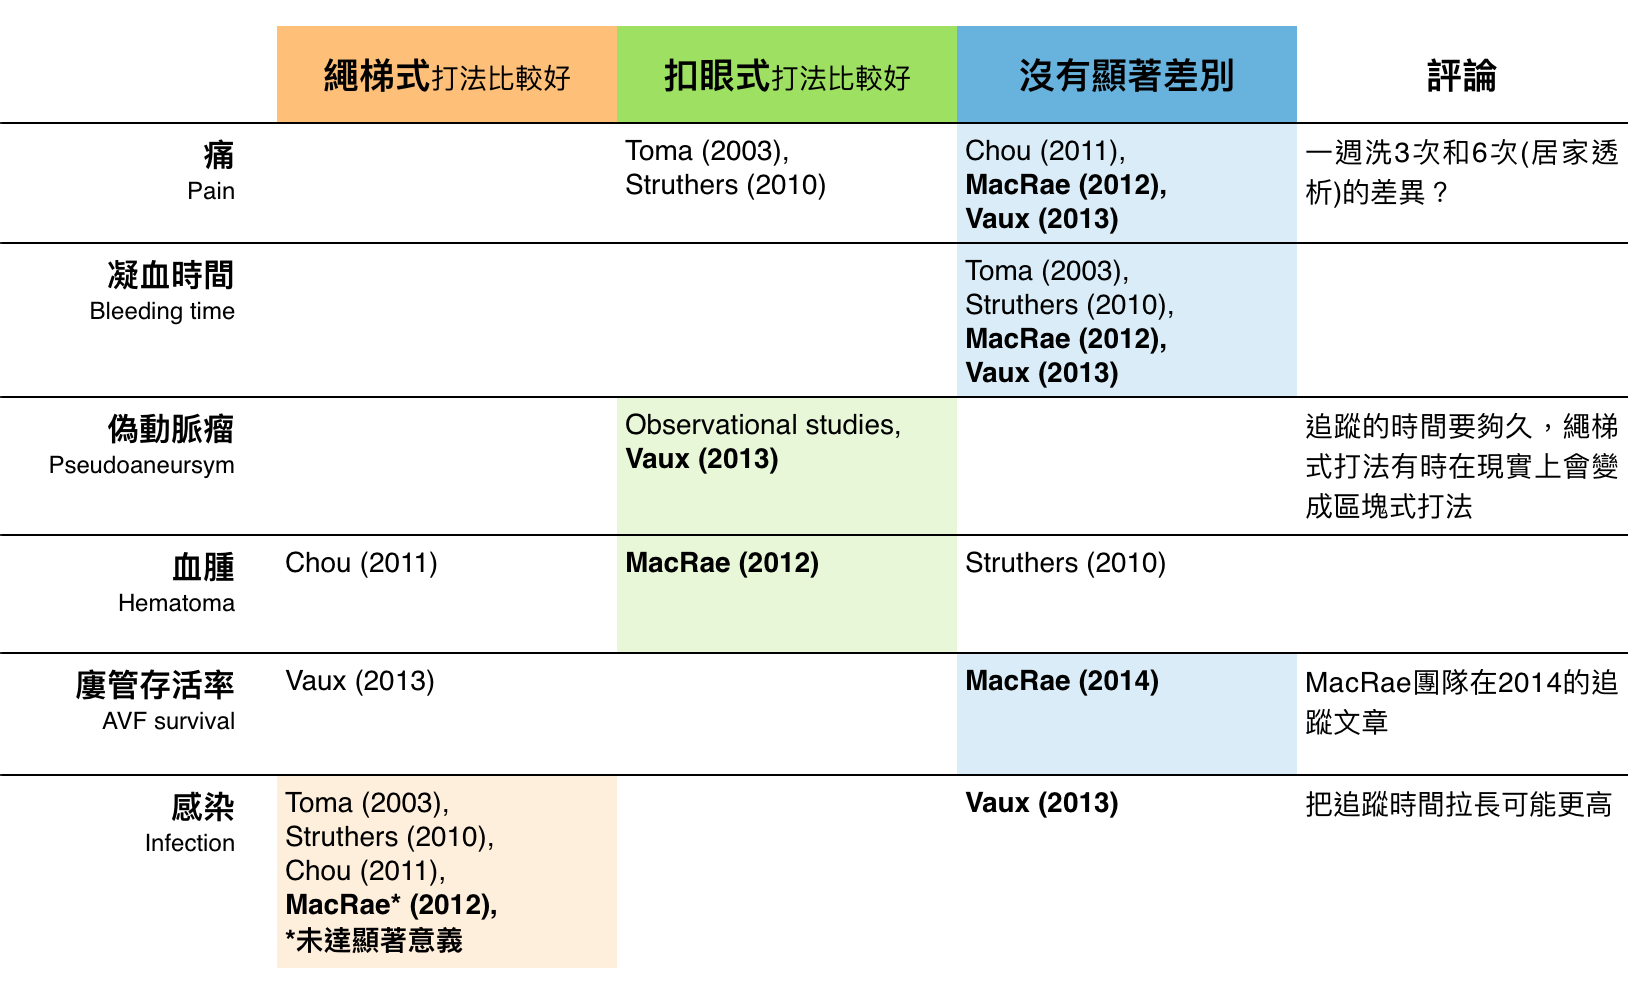 繩梯式打法比較好
扣眼式打法比較好
沒有顯著差別
評論
痛
Pain
Toma (2003),
Struthers (2010)
Chou (2011),
MacRae (2012),
Vaux (2013)
一週洗3次和6次(居家透
析)的差異？
凝血時間
Bleeding time
Toma (2003),
Struthers (2010),
MacRae (2012),
Vaux (2013)
偽動脈瘤
Pseudoaneursym
Observational studies,
Vaux (2013)
追蹤的時間要夠久，繩梯
式打法有時在現實上會變
成區塊式打法
血腫
Hematoma
Chou (2011)
MacRae (2012)
Struthers (2010)
廔管存活率
AVF survival
Vaux (2013)
MacRae (2014)
MacRae團隊在2014的追
蹤文章
感染
Infection
Toma (2003),
Struthers (2010),
Chou (2011),
MacRae* (2012),
*未達顯著意義
Vaux (2013)
把追蹤時間拉長可能更高